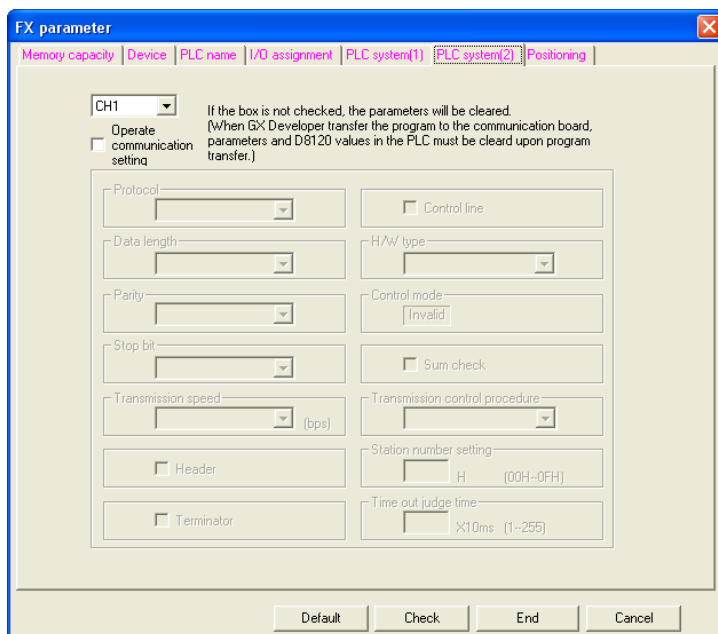 FX parameter
Memory capacity Device PLC name I/O assignment PLC system(1) PLC system(2) Positioning
CH1
If the box is not checked, the parameters will be cleared.
(When GX Developer transfer the program to the communication board,
parameters and D8120 values in the PLC must be cleard upon program
transfer.)
Operate
communication
setting
Protocol
Control line
Data length
H/W type
Parity
Control mode
Invalid
Stop bit
Sum check
Transmission speed
(bps)
Transmission control procedure
Header
Station number setting
H (00H--0FH)
Terminator
Time out judge time
X10ms (1--255)
Default Check End Cancel